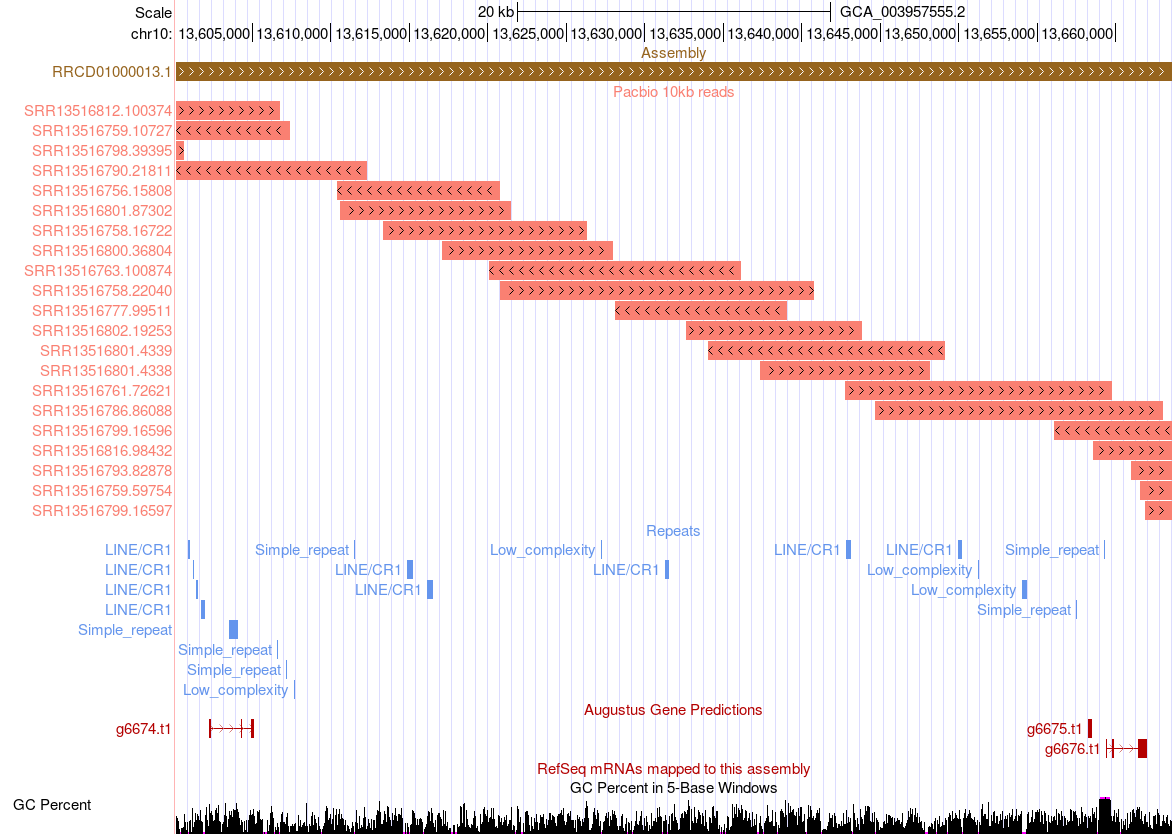 Scale 20 kb GCA_003957555.2
chr10: 13,605,000 13,610,000 13,615,000 13,620,000 13,625,000 13,630,000 13,635,000 13,640,000 13,645,000 13,650,000 13,655,000 13,660,000
Assembly
RRCD01000013.1
Pacbio 10kb reads
SRR13516812.100374
SRR13516759.10727
SRR13516798.39395
SRR13516790.21811
SRR13516756.15808
SRR13516801.87302
SRR13516758.16722
SRR13516800.36804
SRR13516763.100874
SRR13516758.22040
SRR13516777.99511
SRR13516802.19253
SRR13516801.4339
SRR13516801.4338
SRR13516761.72621
SRR13516786.86088
SRR13516799.16596
SRR13516816.98432
SRR13516793.82878
SRR13516759.59754
SRR13516799.16597
Repeats
LINE/CR1 Simple_repeat Low_complexity LINE/CR1 LINE/CR1 Simple_repeat
LINE/CR1 LINE/CR1 LINE/CR1 Low_complexity
LINE/CR1 LINE/CR1 Low_complexity
LINE/CR1 Simple_repeat
Simple_repeat
Simple_repeat
Simple_repeat
Low_complexity
Augustus Gene Predictions
g6674.t1 g6675.t1
g6676.t1
RefSeq mRNAs mapped to this assembly
GC Percent in 5-Base Windows
GC Percent